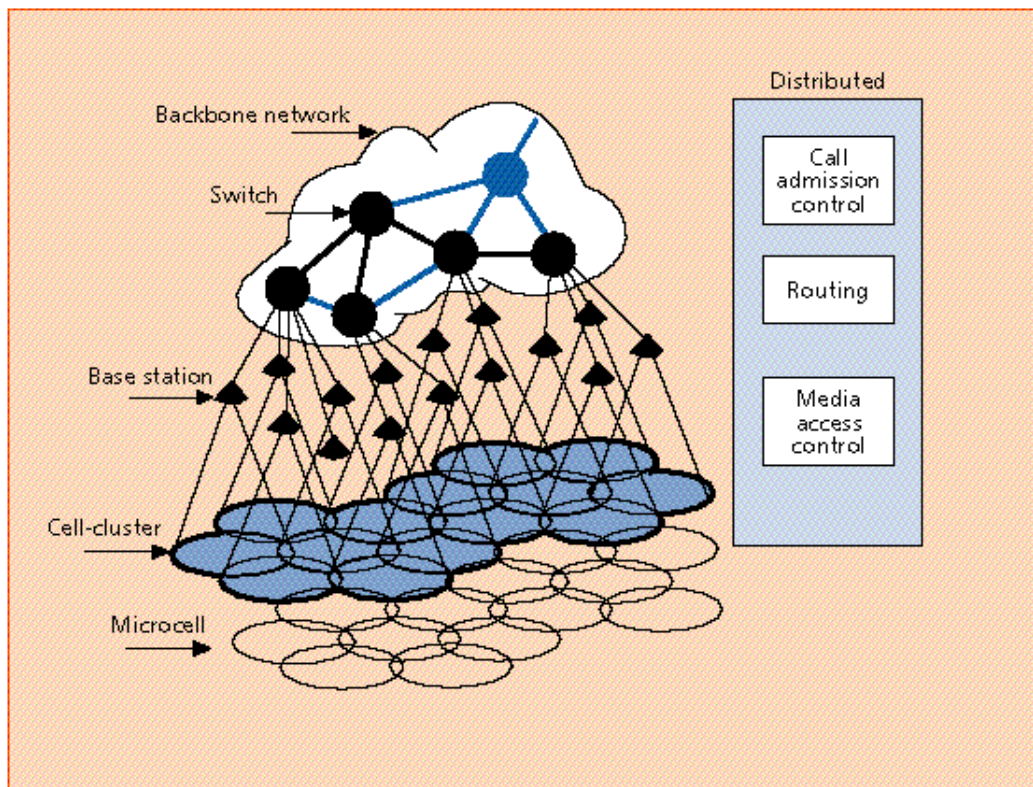 Distributed
Backbone network
Call
admission
control
Switch
Routing
Base station
Media
access
control
Cell-cluster
Microcell